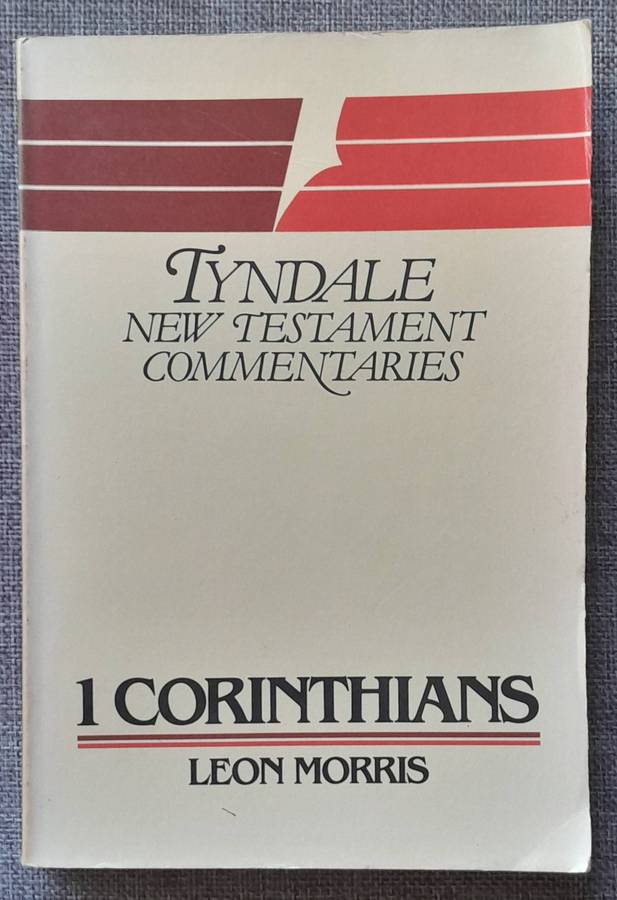 TYNDALE
NEW TESTAMENT
COMMENTARIES
1 CORINTHIANS
LEON MORRIS